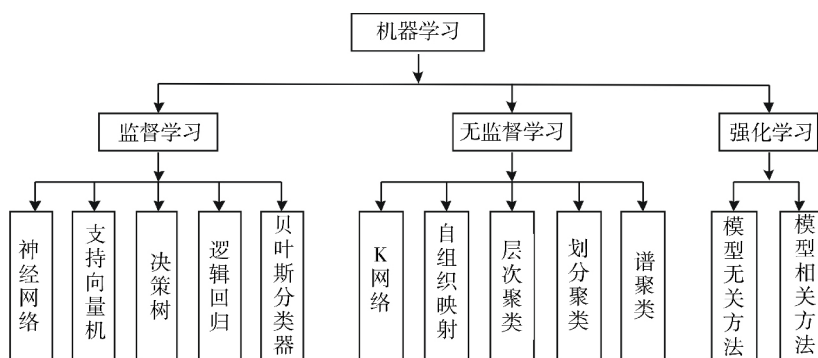 机器学习
监督学习
无监督学习
强化学习
神经网络
支持向量机
决策树
逻辑回归
贝叶斯分类器
K网络
自组织映射
层次聚类
划分聚类
谱聚类
模型无关方法
模型相关方法